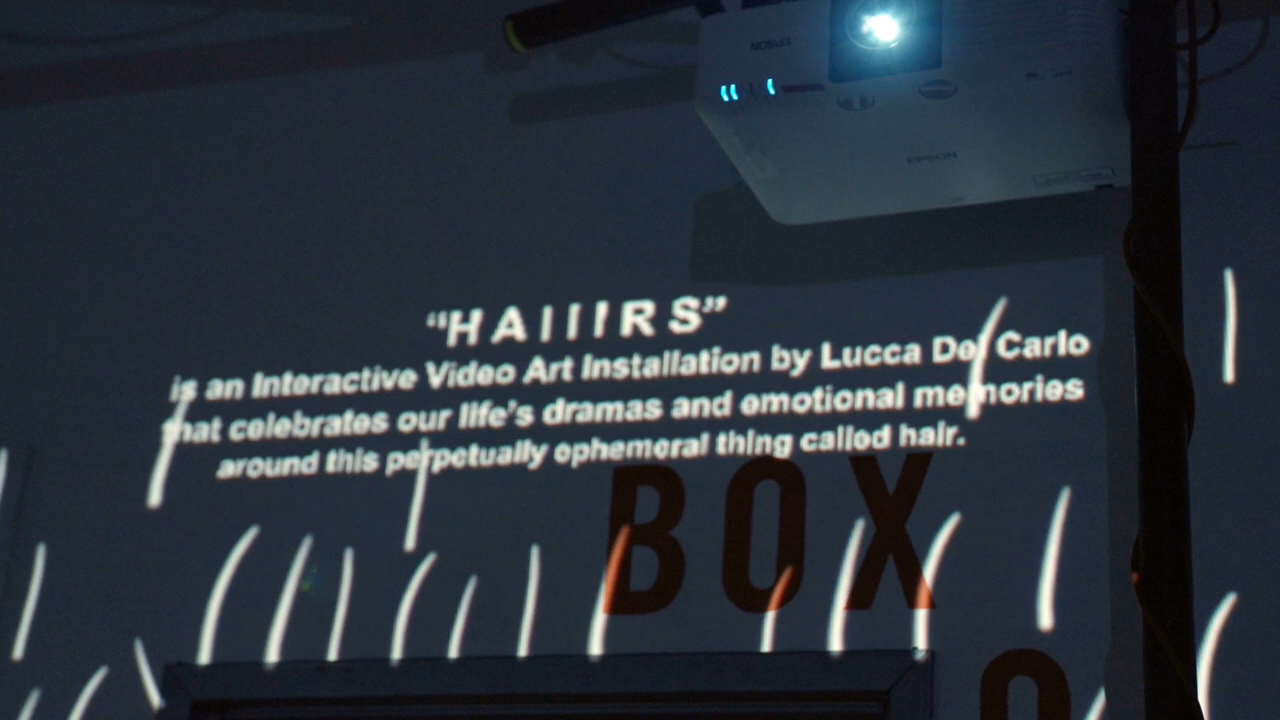 EPSON
EPSON
“HAIIIRS”
is an Interactive Video Art Installation by Lucca Del Carlo
that celebrates our life’s dramas and emotional memories
around this perpetually ephemeral thing called hair.
BOX